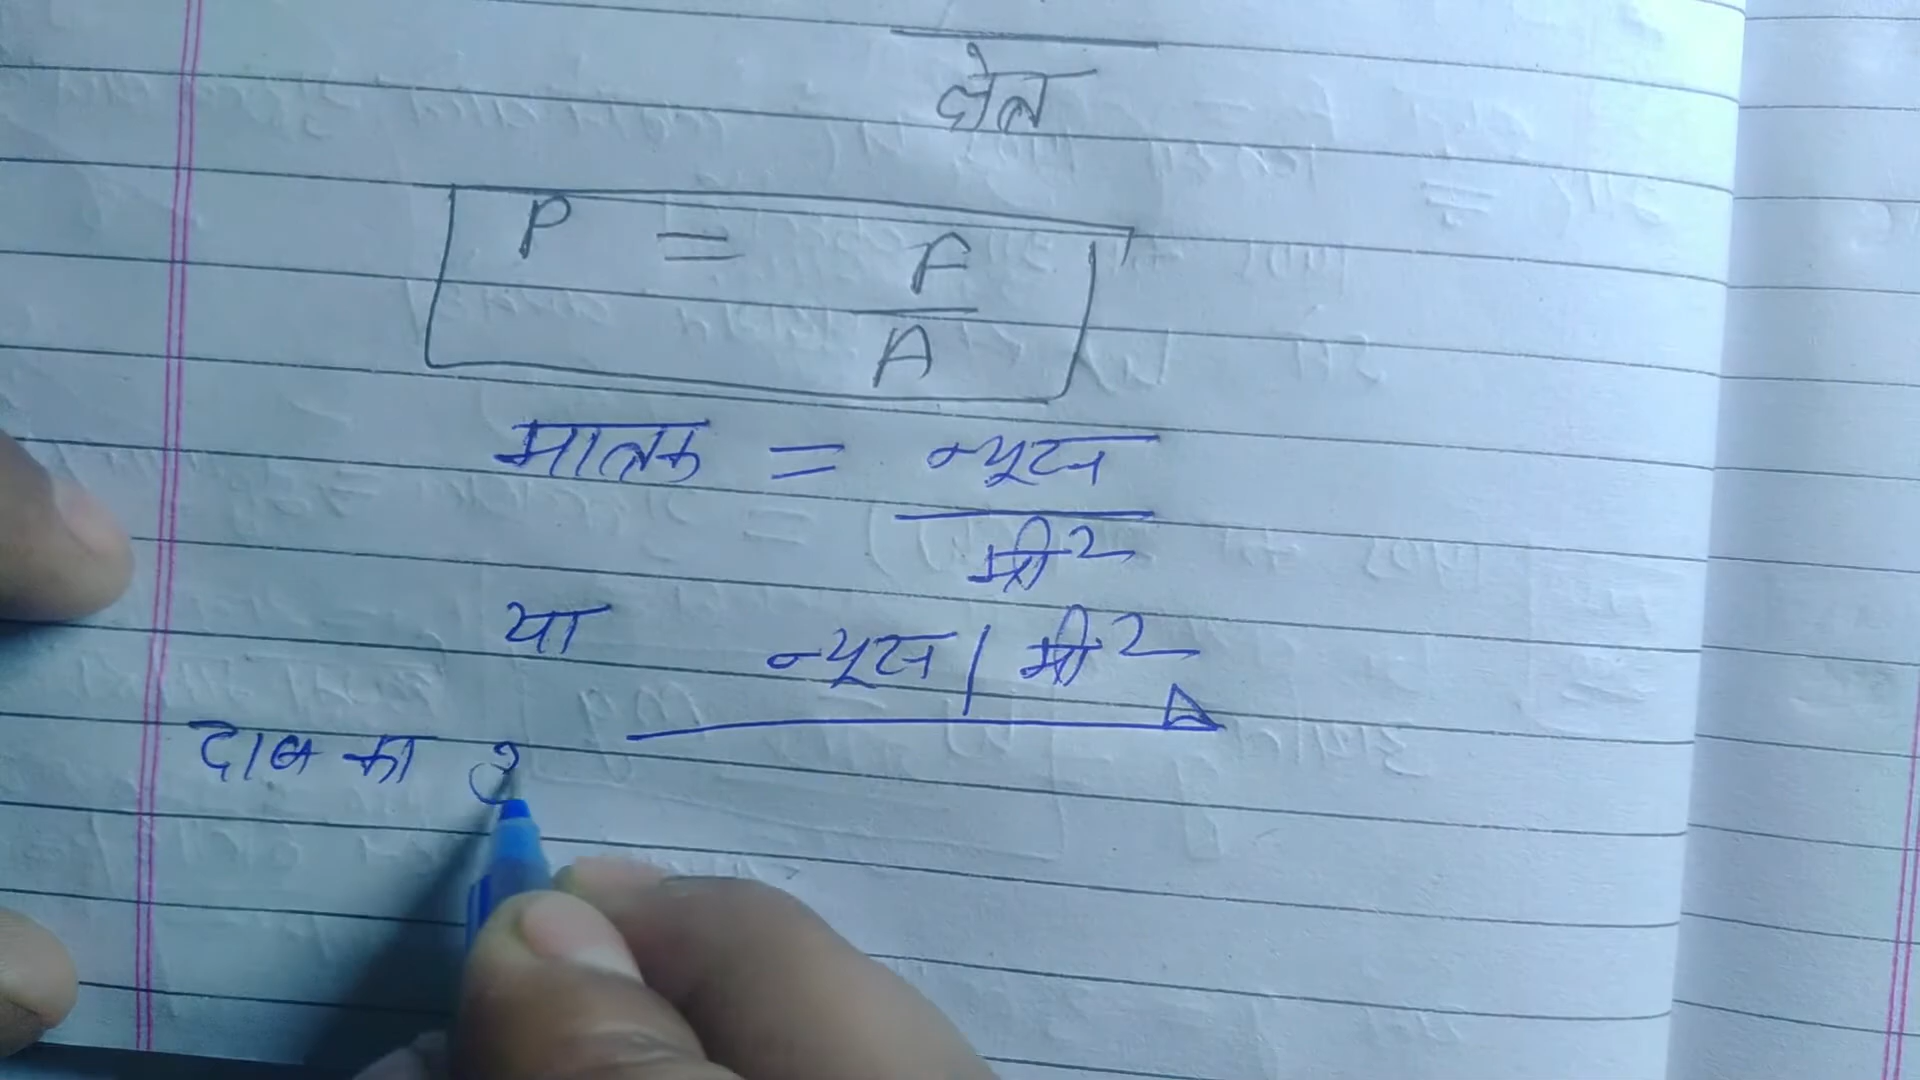 क्षेत्र
P = F/A
मात्रक = न्यूटन/मी²
या न्यूटन / मी²
दाब का